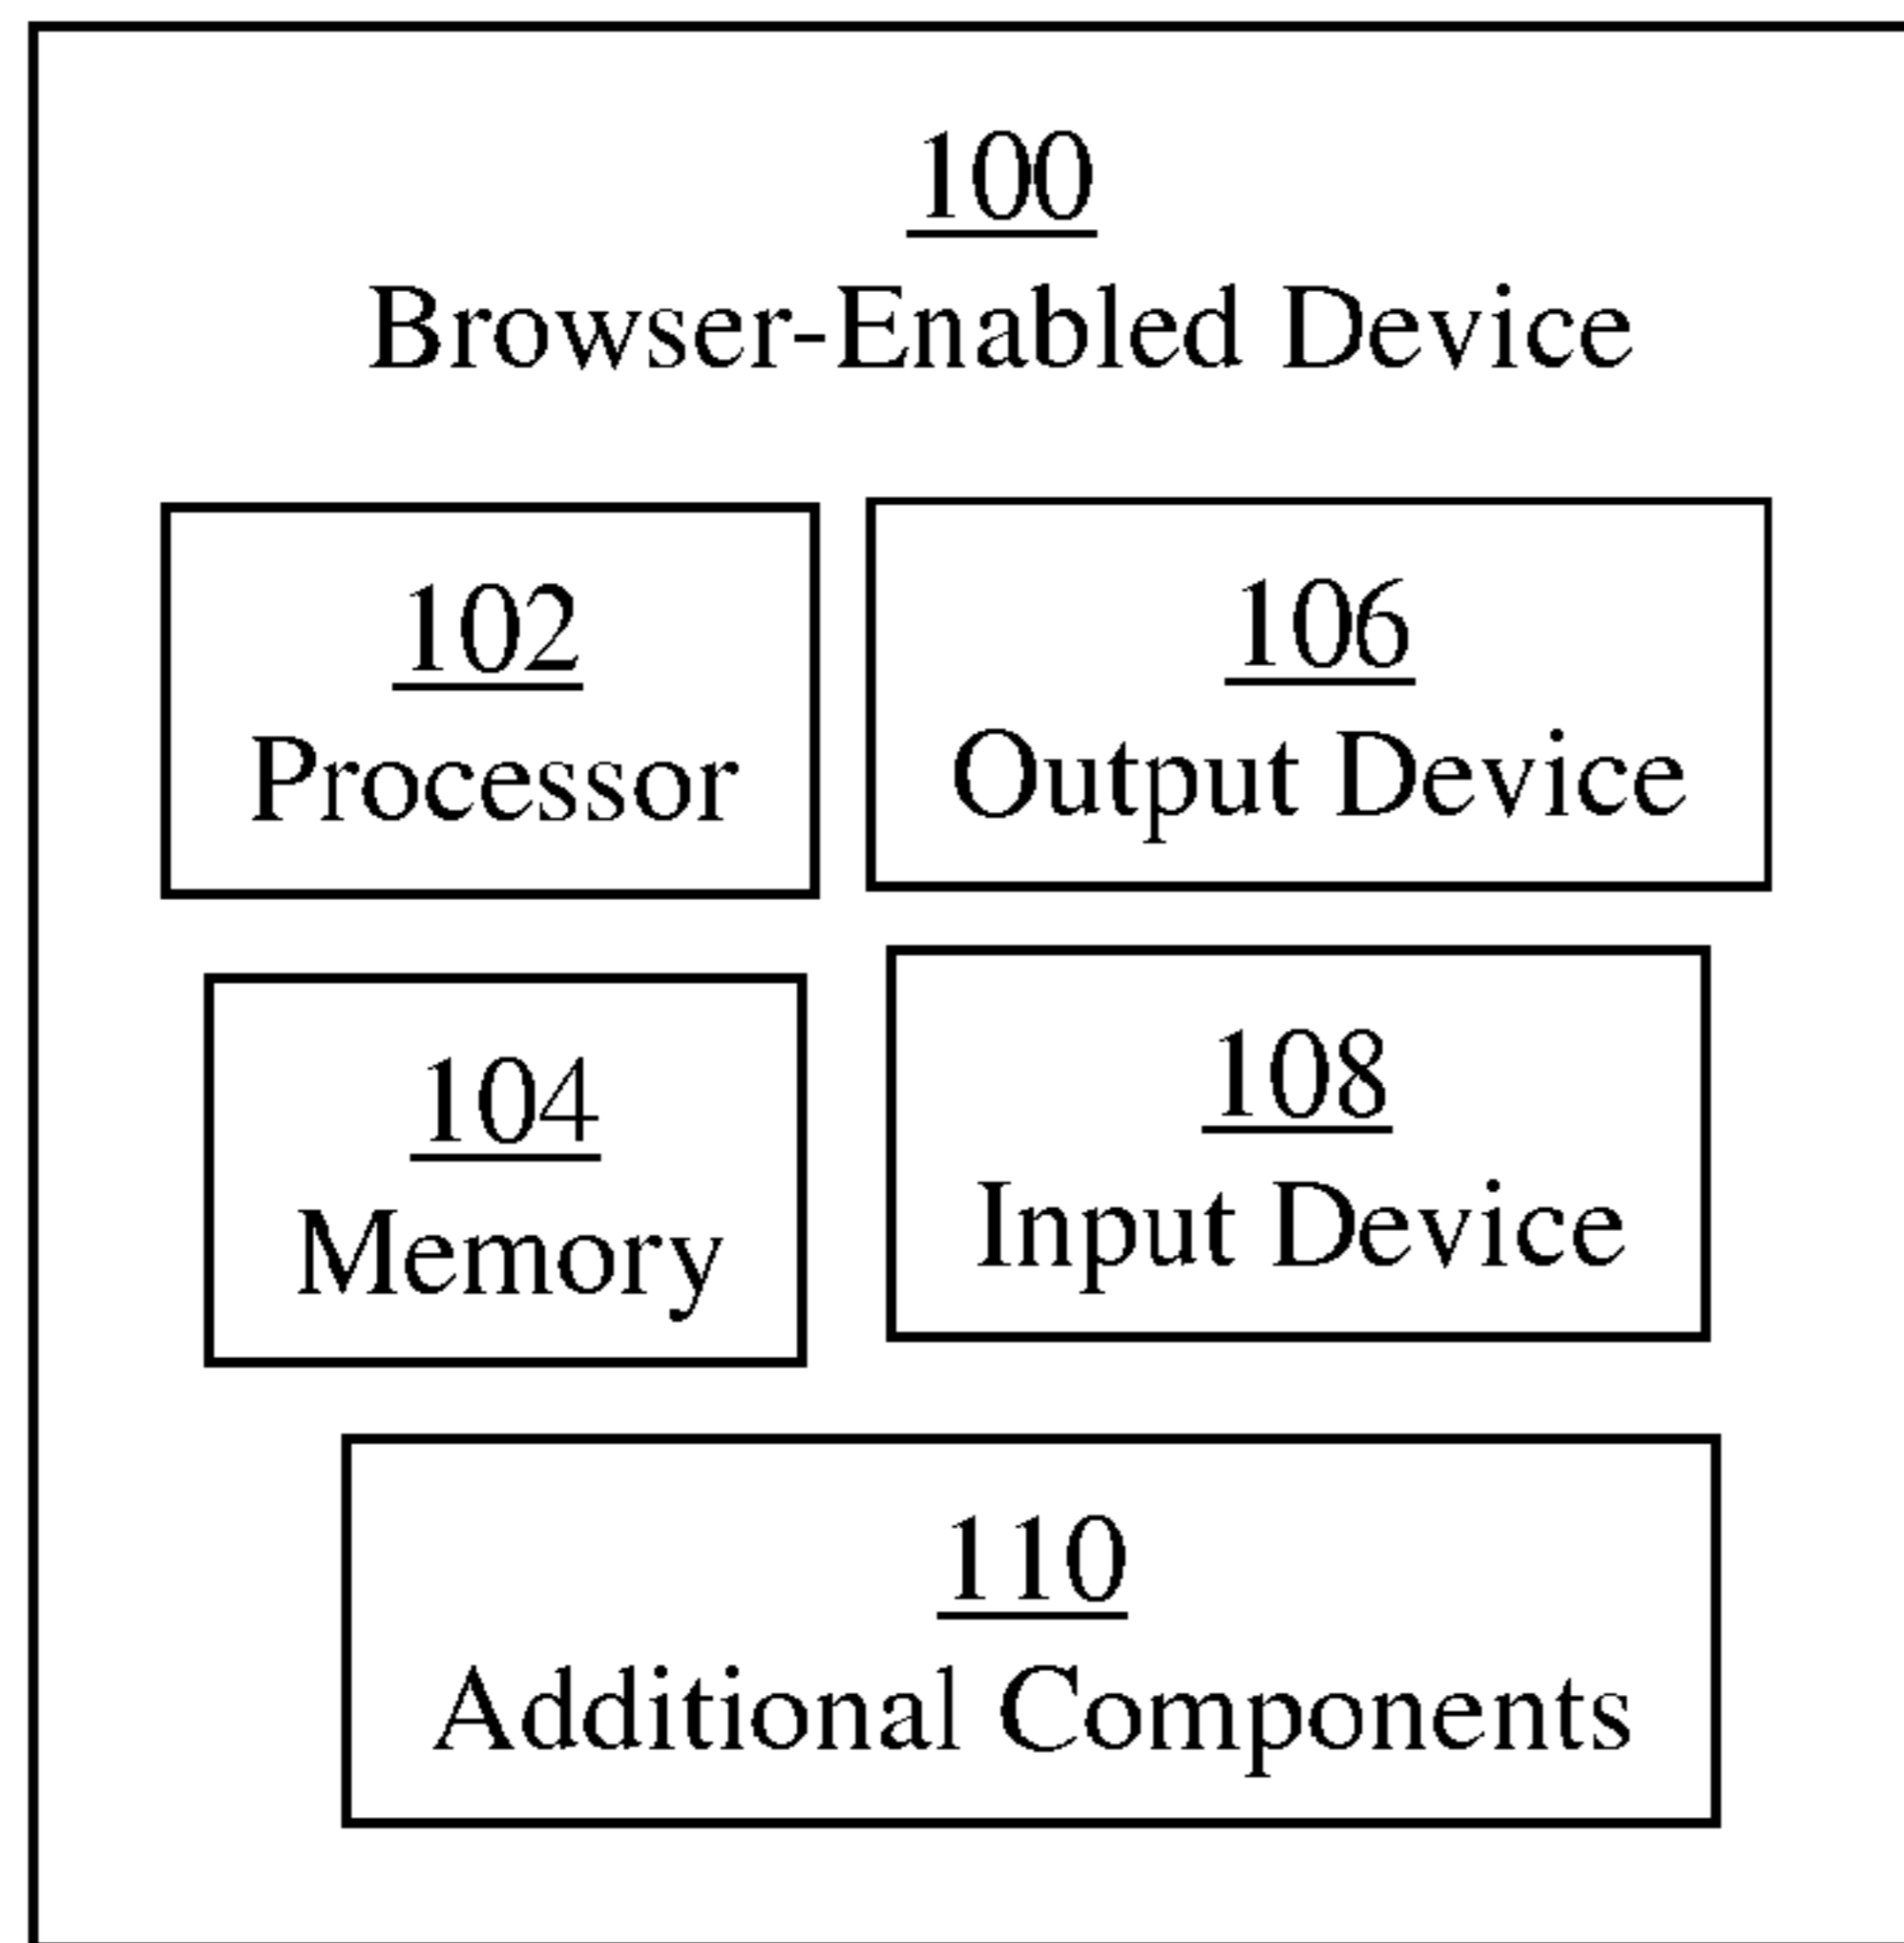 100
Browser-Enabled Device
102
Processor
106
Output Device
104
Memory
108
Input Device
110
Additional Components